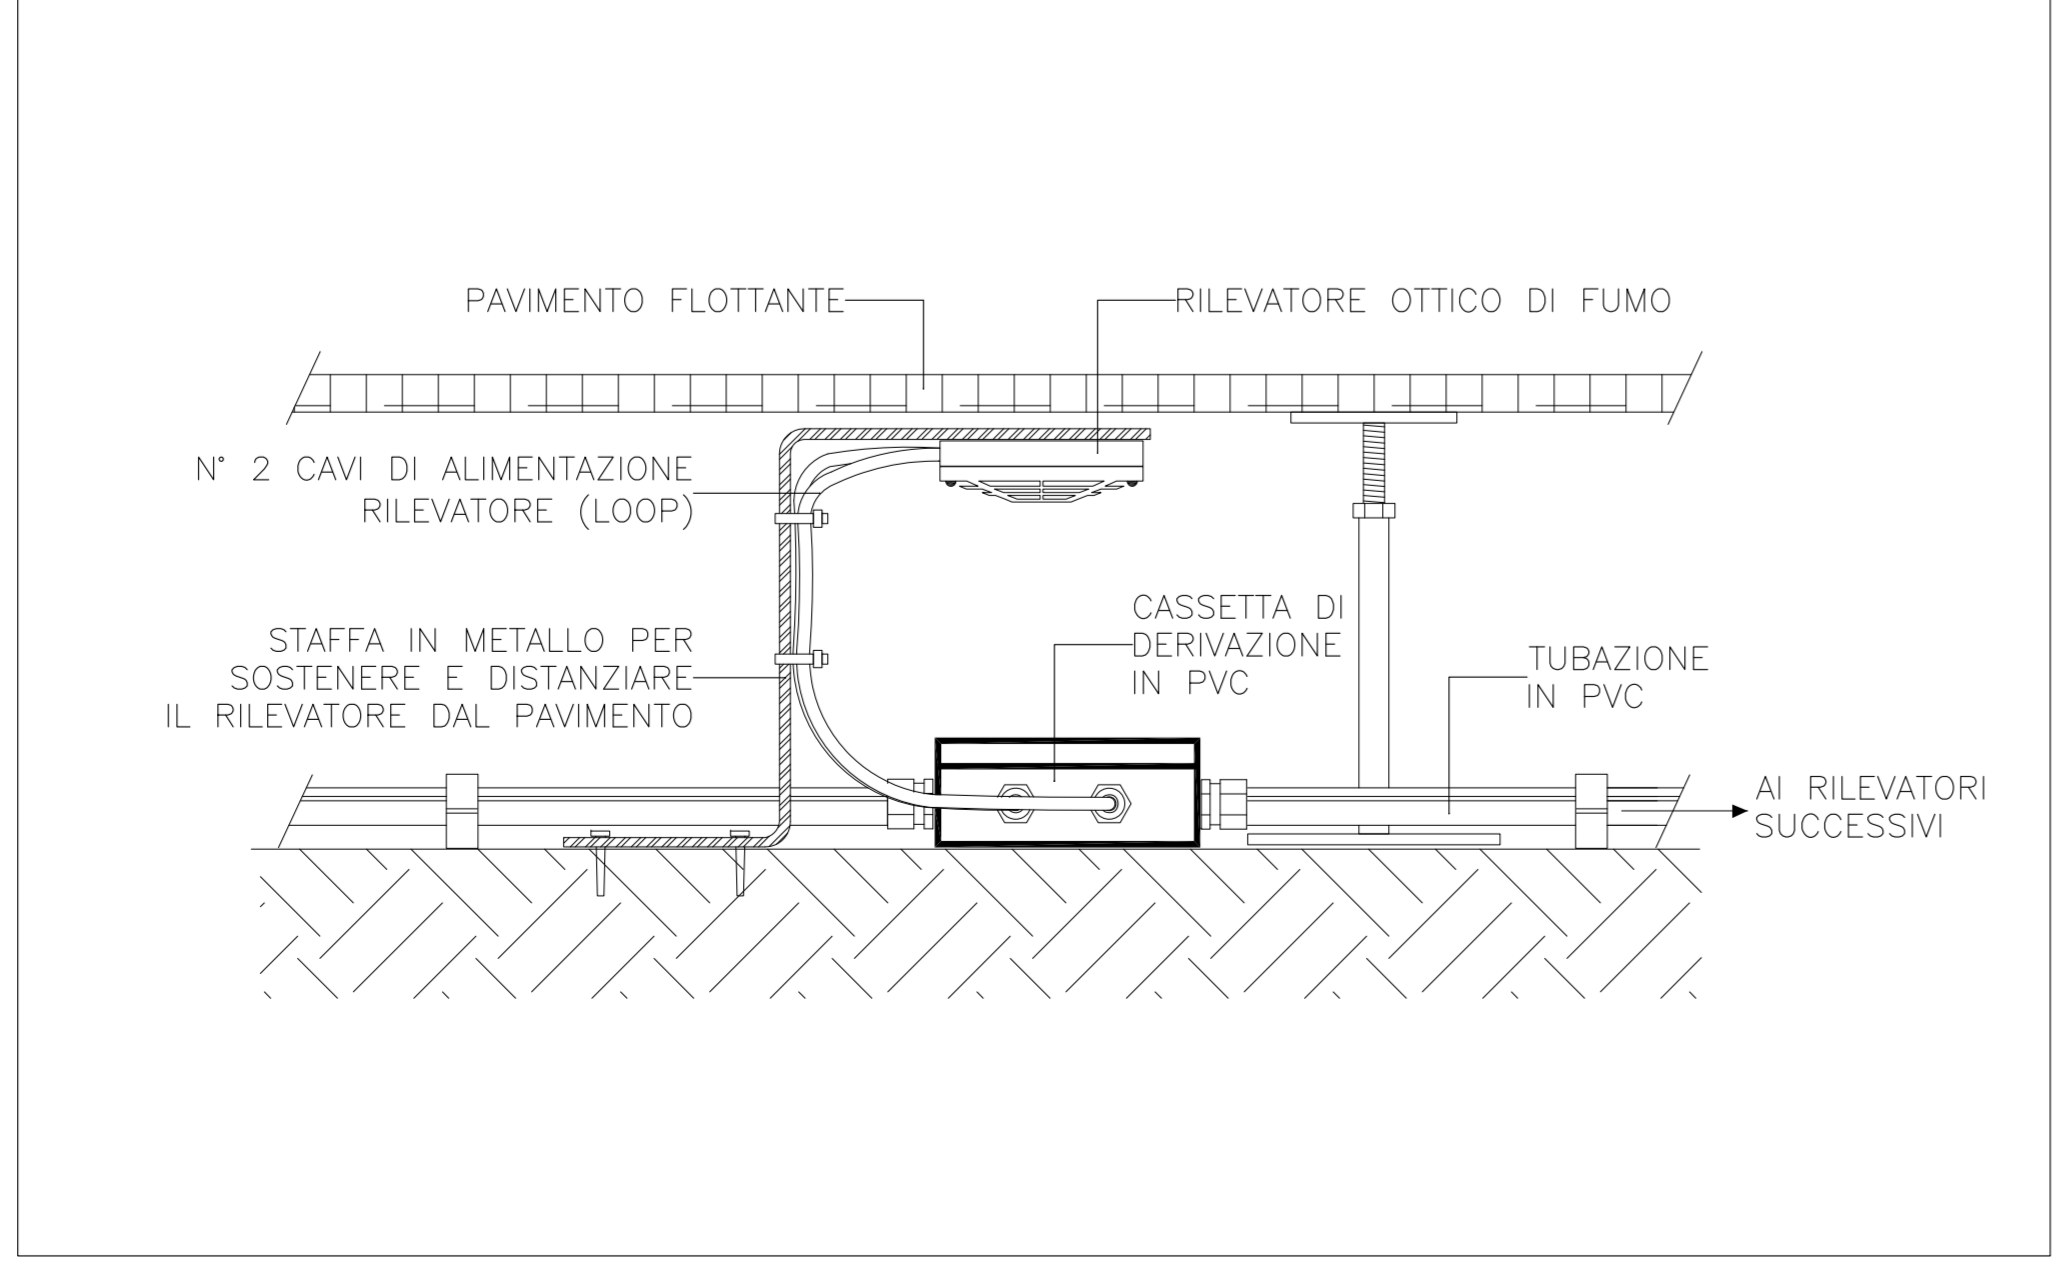 PAVIMENTO FLOTTANTE
RILEVATORE OTTICO DI FUMO
N° 2 CAVI DI ALIMENTAZIONE
RILEVATORE (LOOP)
STAFFA IN METALLO PER
SOSTENERE E DISTANZIARE
IL RILEVATORE DAL PAVIMENTO
CASSETTA DI
DERIVAZIONE
IN PVC
TUBAZIONE
IN PVC
AI RILEVATORI
SUCCESSIVI